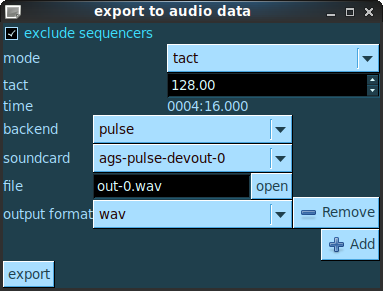 export to audio data
exclude sequencers
mode tact
tact 128.00
time 0004:16.000
backend pulse
soundcard ags-pulse-devout-0
file out-0.wav open
output format wav Remove
Add
export